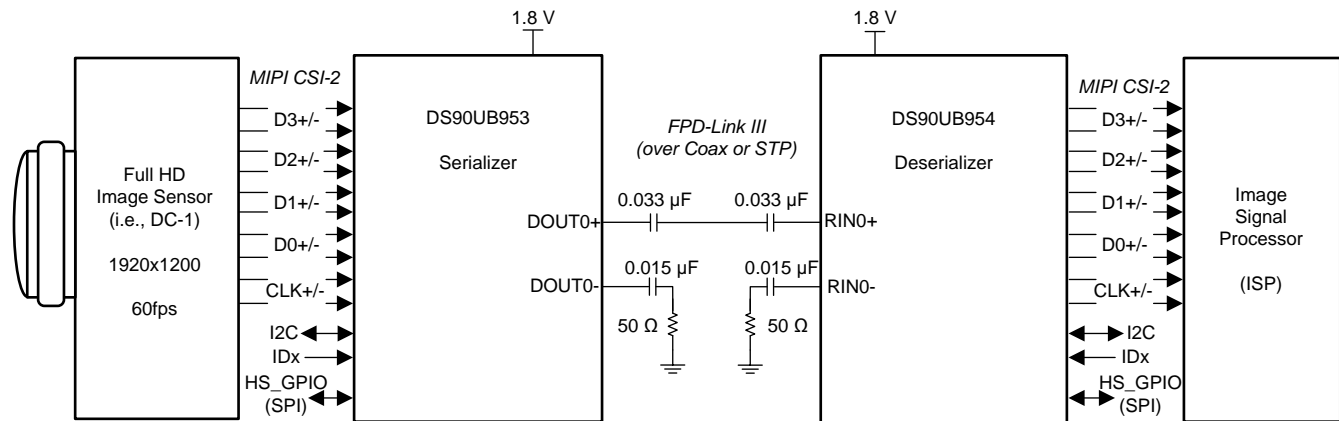 1.8 V
1.8 V
MIPI CSI-2
D3+/-
D2+/-
D1+/-
D0+/-
CLK+/-
I2C
IDx
HS_GPIO
(SPI)
Full HD
Image Sensor
(i.e., DC-1)
1920x1200
60fps
DS90UB953
Serializer
DOUT0+
DOUT0-
FPD-Link III
(over Coax or STP)
0.033 µF
0.033 µF
0.015 µF
0.015 µF
50 Ω
50 Ω
DS90UB954
Deserializer
RIN0+
RIN0-
MIPI CSI-2
D3+/-
D2+/-
D1+/-
D0+/-
CLK+/-
I2C
IDx
HS_GPIO
(SPI)
Image
Signal
Processor
(ISP)